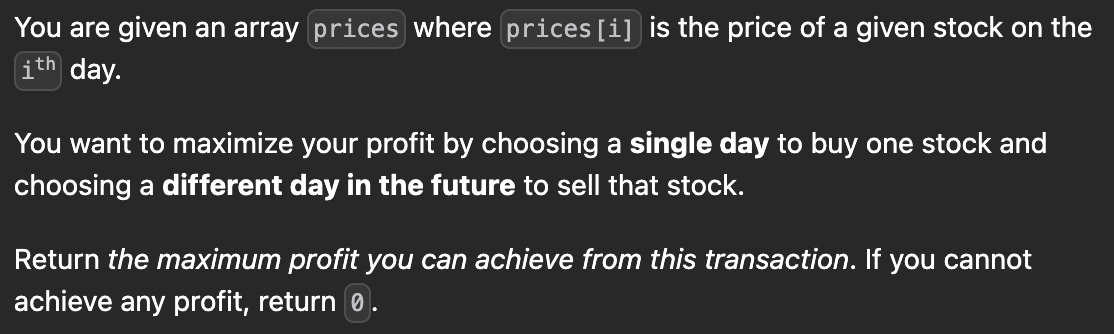 You are given an array prices where prices[i] is the price of a given stock on the
ith day.
You want to maximize your profit by choosing a single day to buy one stock and
choosing a different day in the future to sell that stock.
Return the maximum profit you can achieve from this transaction. If you cannot
achieve any profit, return 0.